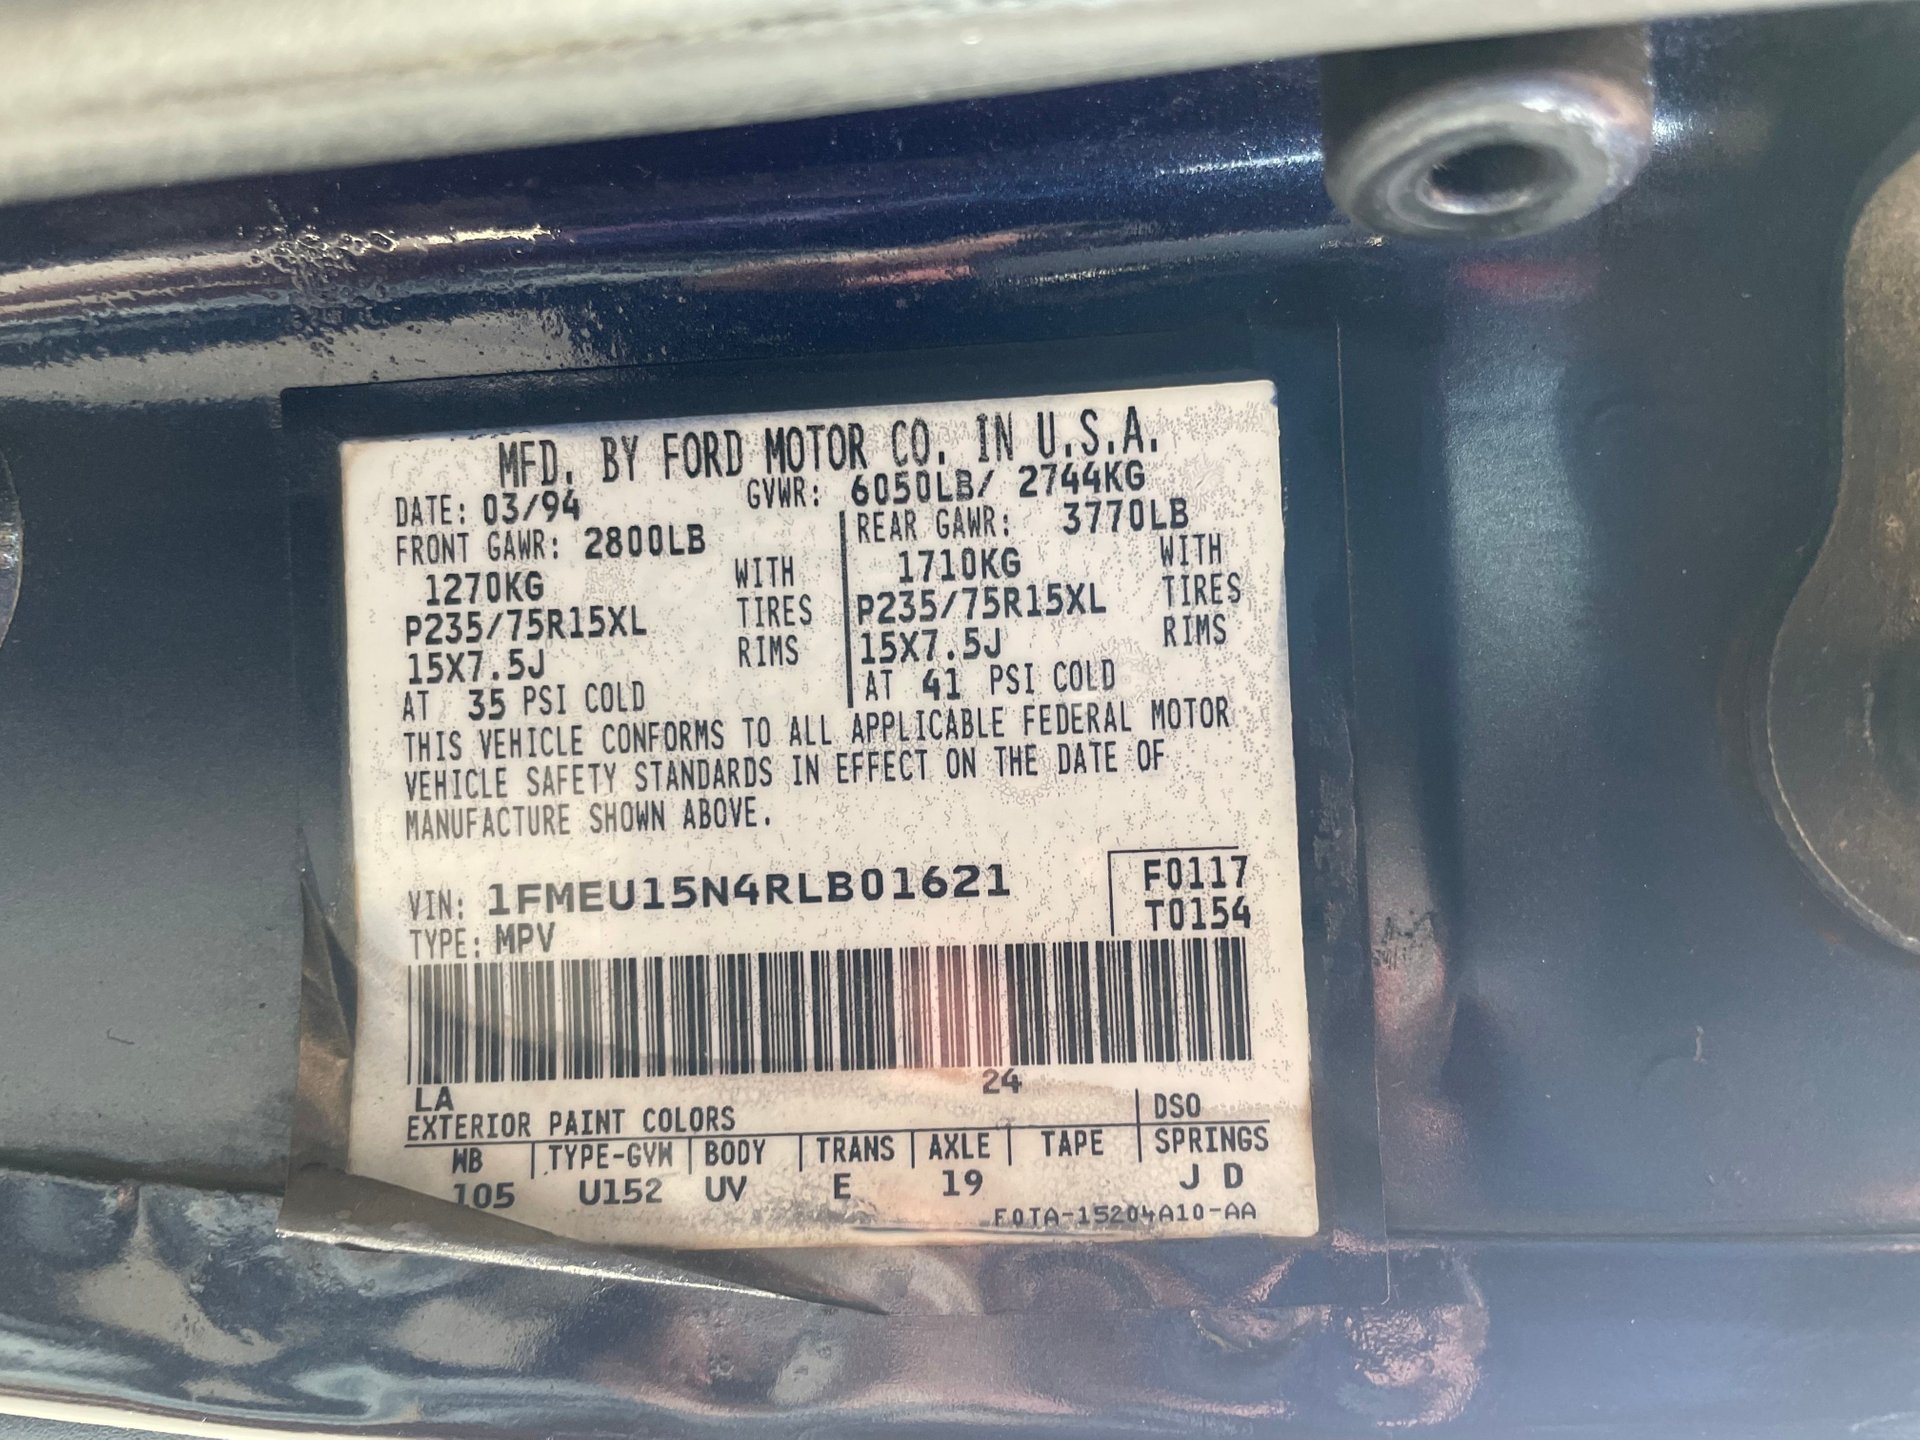 MFD. BY FORD MOTOR CO. IN U.S.A.
DATE: 03/94 GVWR: 6050LB/ 2744KG
FRONT GAWR: 2800LB REAR GAWR: 3770LB
1270KG WITH 1710KG WITH
P235/75R15XL TIRES P235/75R15XL TIRES
15X7.5J RIMS 15X7.5J RIMS
AT 35 PSI COLD AT 41 PSI COLD
THIS VEHICLE CONFORMS TO ALL APPLICABLE FEDERAL MOTOR
VEHICLE SAFETY STANDARDS IN EFFECT ON THE DATE OF
MANUFACTURE SHOWN ABOVE.
VIN: 1FMEU15N4RLB01621 F0117
TYPE: MPV T0154
LA 24
EXTERIOR PAINT COLORS DSO
WB TYPE-GVW BODY TRANS AXLE TAPE SPRINGS
105 U152 UV E 19 J D
F0TA-15204A10-AA